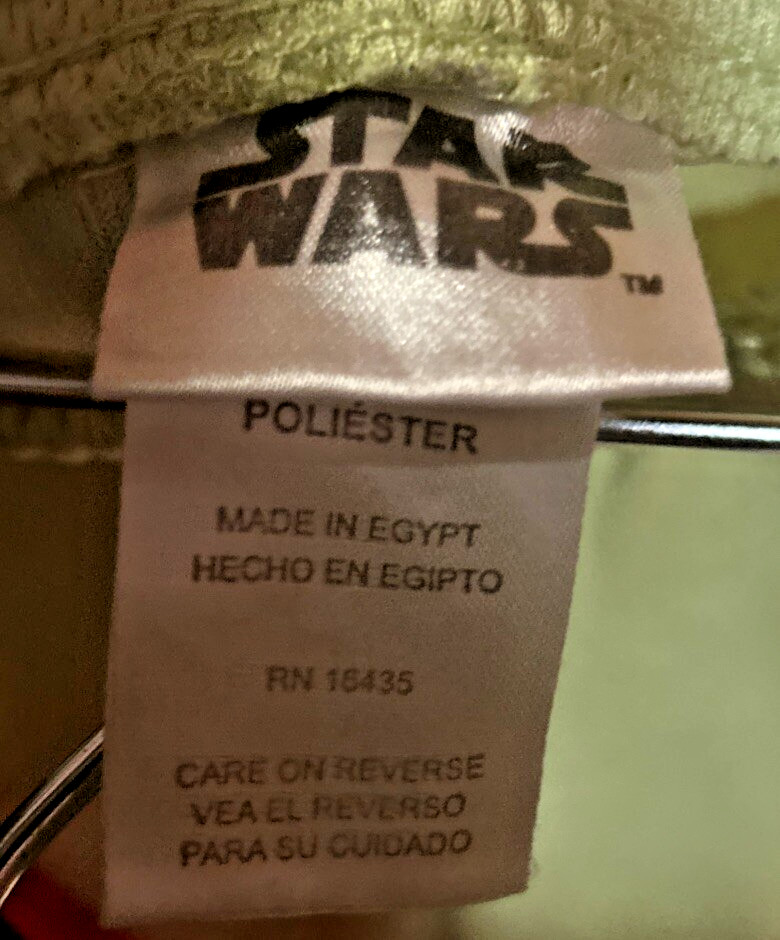 STAR
WARS
TM
POLIÉSTER
MADE IN EGYPT
HECHO EN EGIPTO
RN 16435
CARE ON REVERSE
VEA EL REVERSO
PARA SU CUIDADO